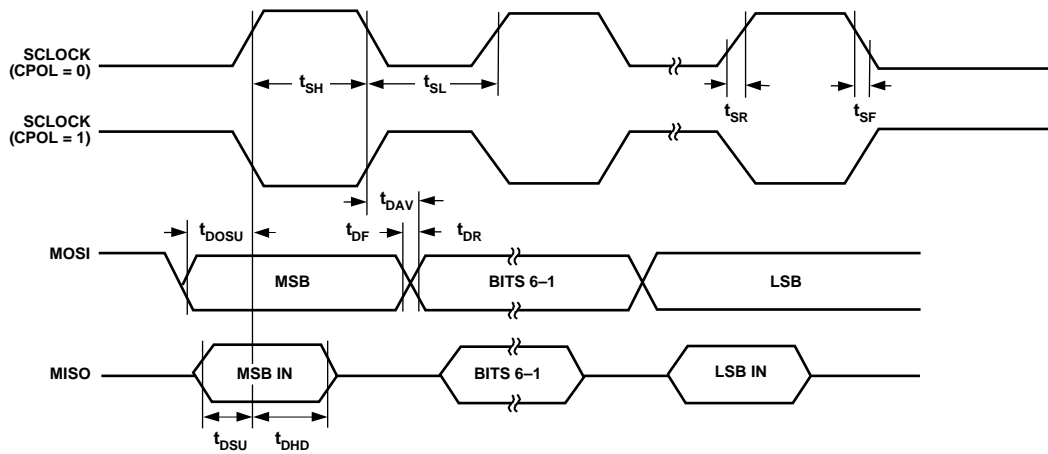 SCLOCK
(CPOL = 0)
tSH
tSL
tSR
tSF
SCLOCK
(CPOL = 1)
tDAV
tDOSU
tDF
tDR
MOSI
MSB
BITS 6–1
LSB
MISO
MSB IN
BITS 6–1
LSB IN
tDSU
tDHD